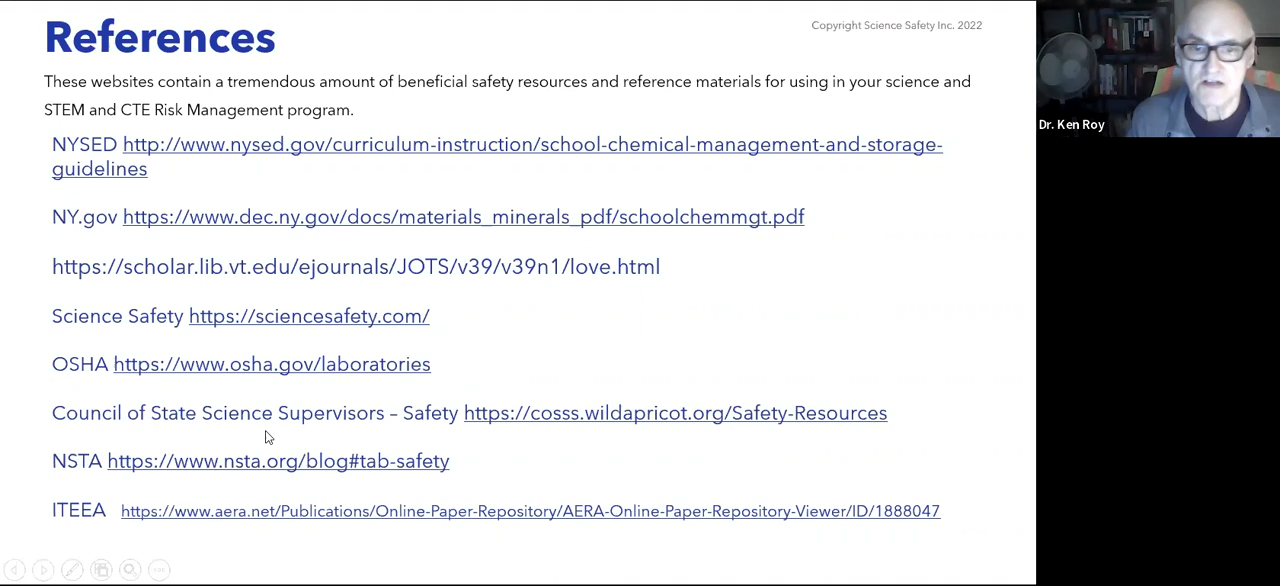 References
Copyright Science Safety Inc. 2022
These websites contain a tremendous amount of beneficial safety resources and reference materials for using in your science and
STEM and CTE Risk Management program.
NYSED http://www.nysed.gov/curriculum-instruction/school-chemical-management-and-storage-
guidelines
NY.gov https://www.dec.ny.gov/docs/materials_minerals_pdf/schoolchemmgt.pdf
https://scholar.lib.vt.edu/ejournals/JOTS/v39/v39n1/love.html
Science Safety https://sciencesafety.com/
OSHA https://www.osha.gov/laboratories
Council of State Science Supervisors – Safety https://cosss.wildapricot.org/Safety-Resources
NSTA https://www.nsta.org/blog#tab-safety
ITEEA https://www.aera.net/Publications/Online-Paper-Repository/AERA-Online-Paper-Repository-Viewer/ID/1888047
Dr. Ken Roy